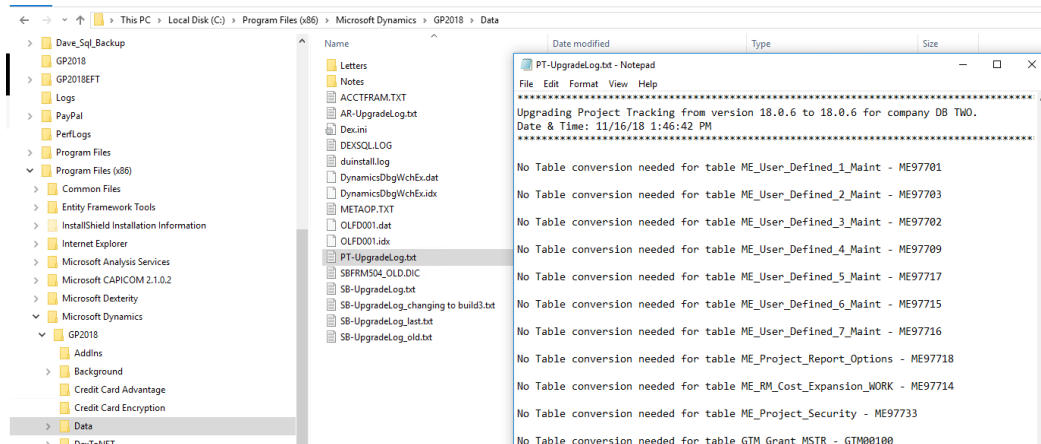 This PC > Local Disk (C:) > Program Files (x86) > Microsoft Dynamics > GP2018 > Data
Dave_Sql_Backup
GP2018
GP2018EFT
Logs
PayPal
PerfLogs
Program Files
Program Files (x86)
Common Files
Entity Framework Tools
InstallShield Installation Information
Internet Explorer
Microsoft Analysis Services
Microsoft CAPICOM 2.1.0.2
Microsoft Dexterity
Microsoft Dynamics
GP2018
AddIns
Background
Credit Card Advantage
Credit Card Encryption
Data
Name Date modified Type Size
Letters
Notes
ACCTFRAM.TXT
AR-UpgradeLog.txt
Dex.ini
DEXSQL.LOG
duinstall.log
DynamicsDbgWchEx.dat
DynamicsDbgWchEx.idx
METAOP.TXT
OLFD001.dat
OLFD001.idx
PT-UpgradeLog.txt
SBFRM504_OLD.DIC
SB-UpgradeLog.txt
SB-UpgradeLog_changing to build3.txt
SB-UpgradeLog_last.txt
SB-UpgradeLog_old.txt
PT-UpgradeLog.txt - Notepad
File Edit Format View Help
Upgrading Project Tracking from version 18.0.6 to 18.0.6 for company DB TWO.
Date & Time: 11/16/18 1:46:42 PM
No Table conversion needed for table ME_User_Defined_1_Maint - ME97701
No Table conversion needed for table ME_User_Defined_2_Maint - ME97703
No Table conversion needed for table ME_User_Defined_3_Maint - ME97702
No Table conversion needed for table ME_User_Defined_4_Maint - ME97709
No Table conversion needed for table ME_User_Defined_5_Maint - ME97717
No Table conversion needed for table ME_User_Defined_6_Maint - ME97715
No Table conversion needed for table ME_User_Defined_7_Maint - ME97716
No Table conversion needed for table ME_Project_Report_Options - ME97718
No Table conversion needed for table ME_RM_Cost_Expansion_WORK - ME97714
No Table conversion needed for table ME_Project_Security - ME97733
No Table conversion needed for table GTM_Grant_MSTR - GTM00100